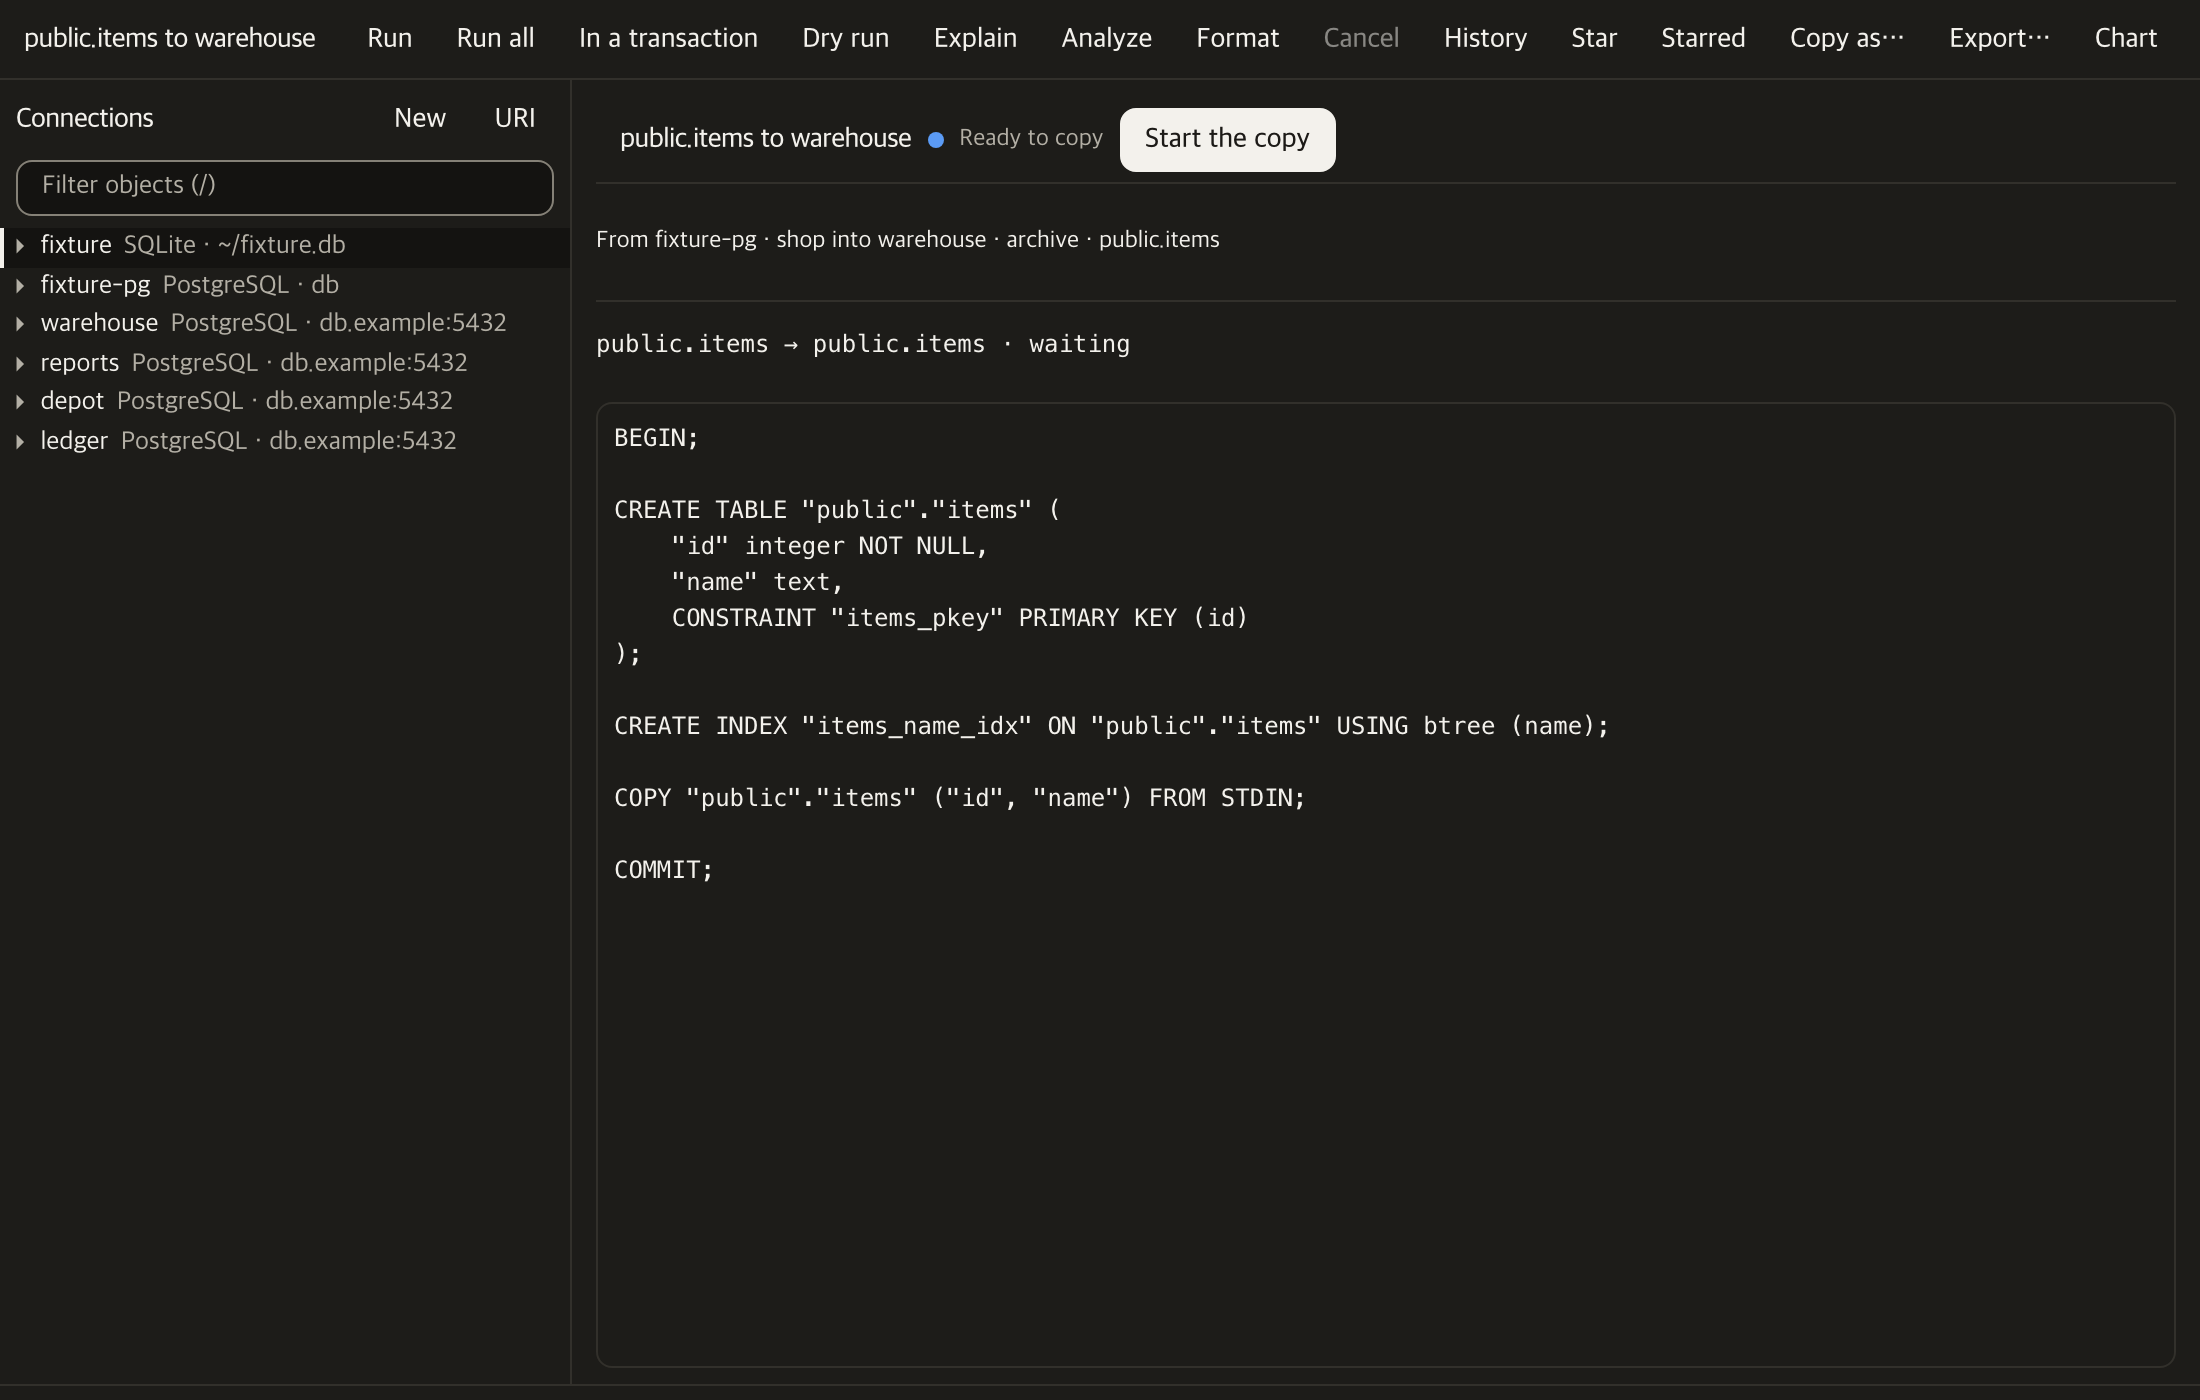 public.items to warehouse Run Run all In a transaction Dry run Explain Analyze Format Cancel History Star Starred Copy as··· Export··· Chart
Connections New URI
Filter objects (/)
fixture SQLite · ~/fixture.db
fixture-pg PostgreSQL · db
warehouse PostgreSQL · db.example:5432
reports PostgreSQL · db.example:5432
depot PostgreSQL · db.example:5432
ledger PostgreSQL · db.example:5432
public.items to warehouse Ready to copy Start the copy
From fixture-pg · shop into warehouse · archive · public.items
public.items → public.items · waiting
BEGIN;
CREATE TABLE "public"."items" (
    "id" integer NOT NULL,
    "name" text,
    CONSTRAINT "items_pkey" PRIMARY KEY (id)
);
CREATE INDEX "items_name_idx" ON "public"."items" USING btree (name);
COPY "public"."items" ("id", "name") FROM STDIN;
COMMIT;